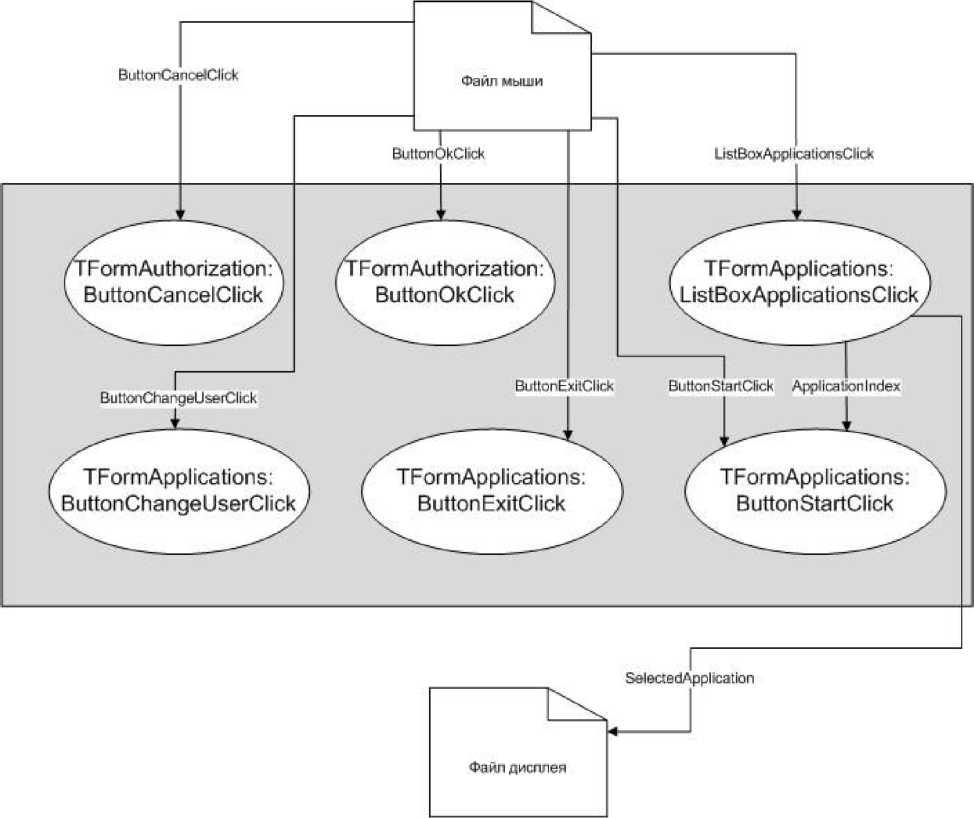 Файл мыши
ButtonCancelClick
ButtonOkClick
ListBoxApplicationsClick
TFormAuthorization:
ButtonCancelClick
TFormAuthorization:
ButtonOkClick
TFormApplications:
ListBoxApplicationsClick
ButtonChangeUserClick
ButtonExitClick
ButtonStartClick
ApplicationIndex
TFormApplications:
ButtonChangeUserClick
TFormApplications:
ButtonExitClick
TFormApplications:
ButtonStartClick
SelectedApplication
Файл дисплея